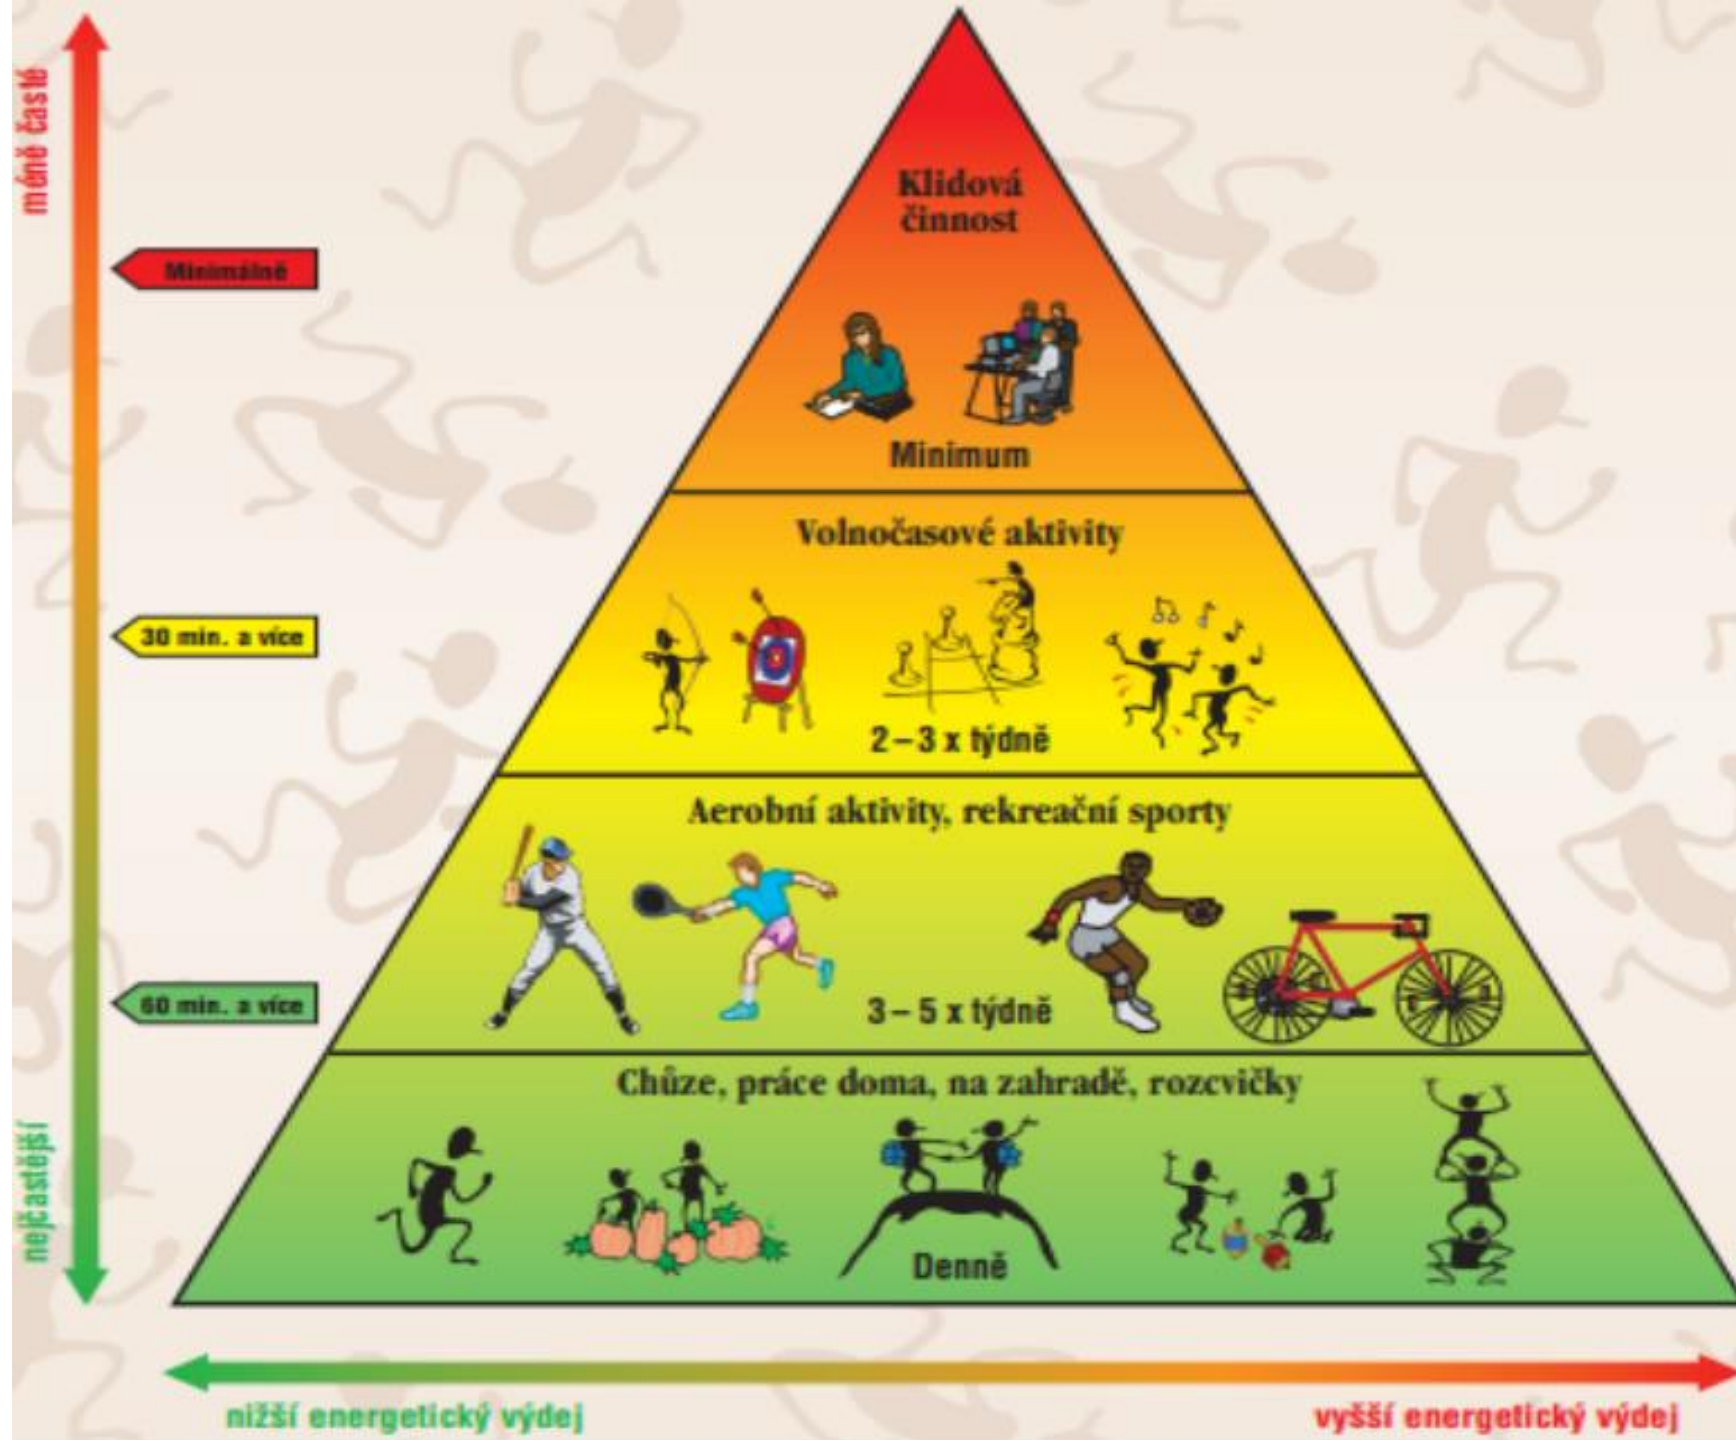 méně časté
Klidová
činnost
Minimálně
Minimum
Volnočasové aktivity
30 min. a více
2 – 3 x týdně
Aerobní aktivity, rekreační sporty
60 min. a více
3 – 5 x týdně
Chůze, práce doma, na zahradě, rozcvičky
nejčastější
Denně
nižší energetický výdej
vyšší energetický výdej